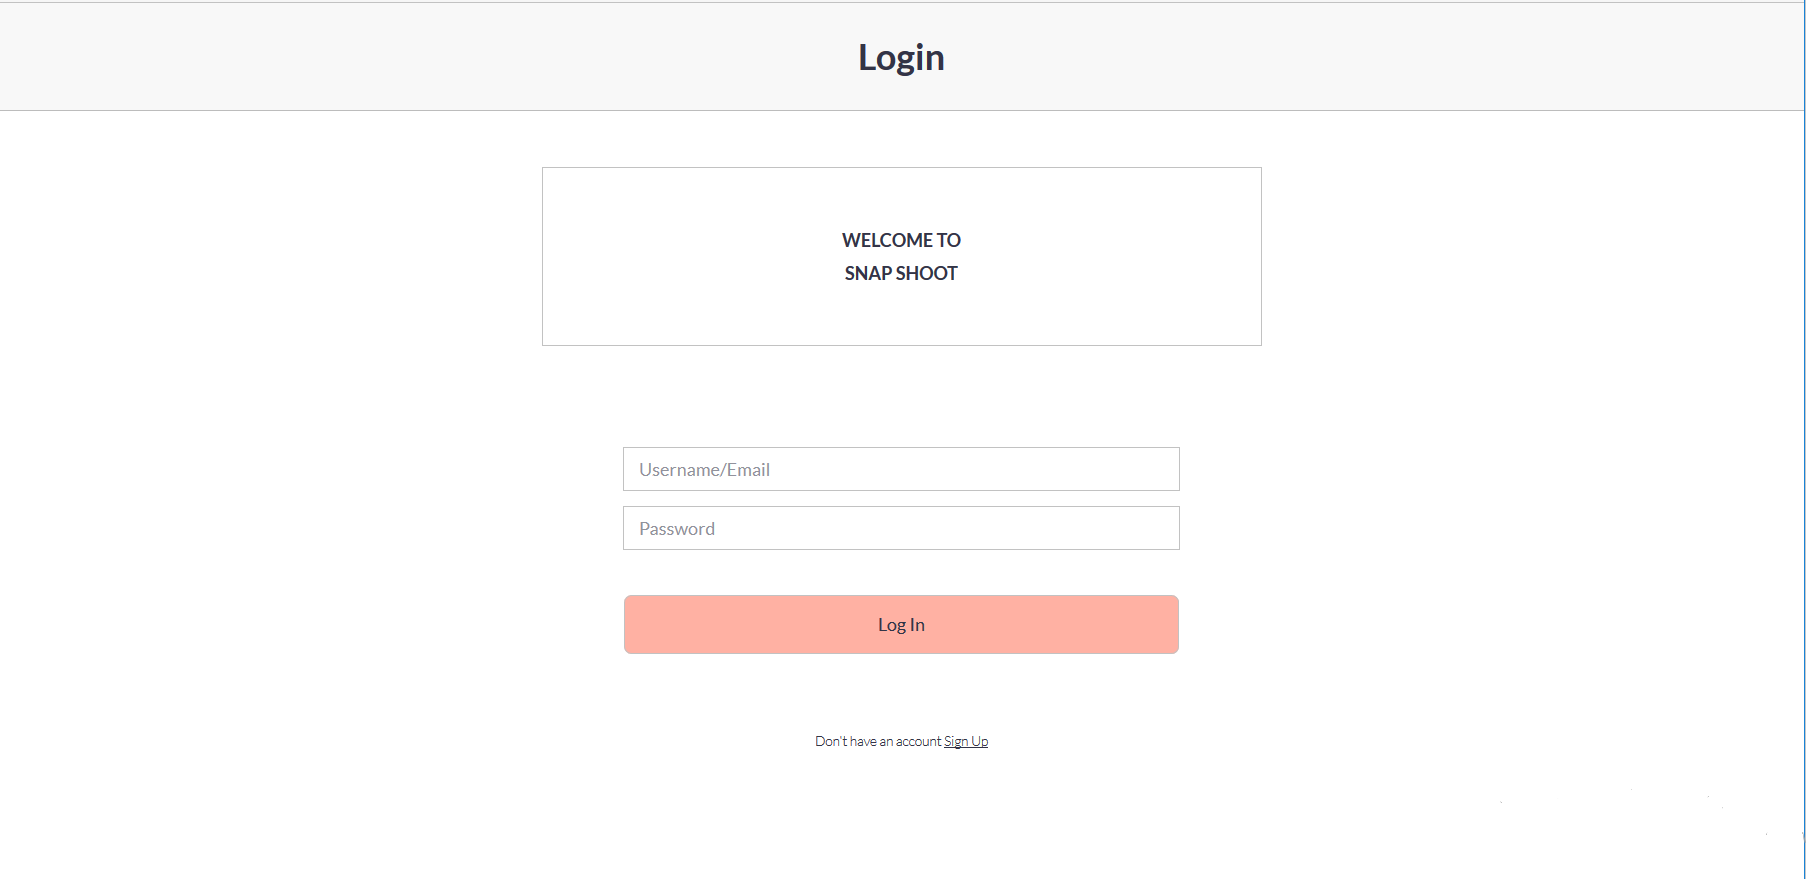 Login
WELCOME TO
SNAP SHOOT
Username/Email
Password
Log In
Don't have an account Sign Up